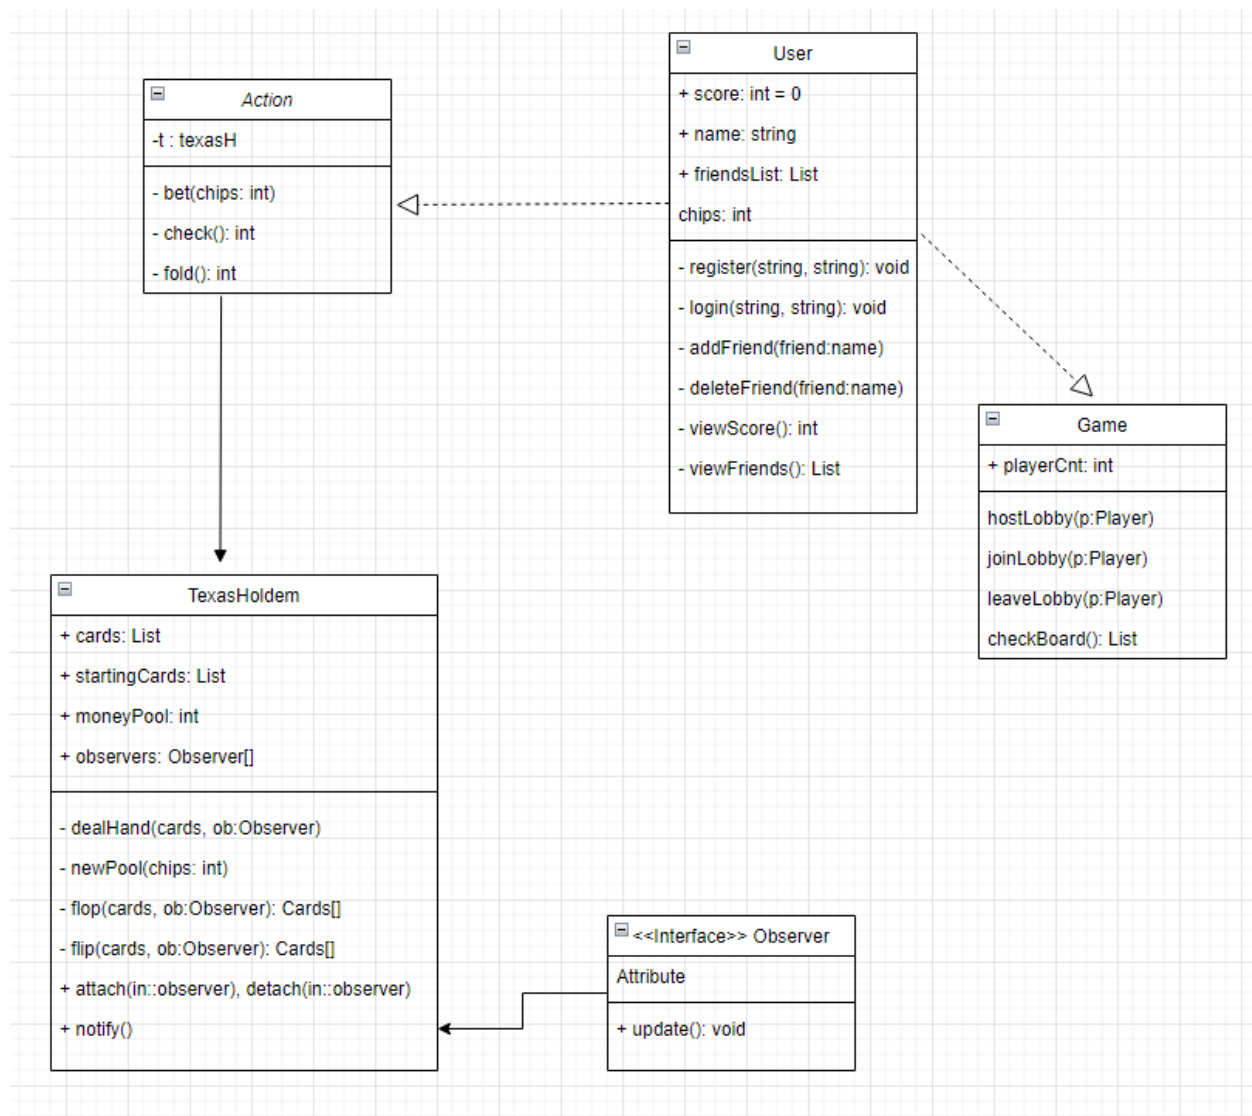 Action
-t : texasH
- bet(chips: int)
- check(): int
- fold(): int
User
+ score: int = 0
+ name: string
+ friendsList: List
chips: int
- register(string, string): void
- login(string, string): void
- addFriend(friend:name)
- deleteFriend(friend:name)
- viewScore(): int
- viewFriends(): List
Game
+ playerCnt: int
hostLobby(p:Player)
joinLobby(p:Player)
leaveLobby(p:Player)
checkBoard(): List
TexasHoldem
+ cards: List
+ startingCards: List
+ moneyPool: int
+ observers: Observer[]
- dealHand(cards, ob:Observer)
- newPool(chips: int)
- flop(cards, ob:Observer): Cards[]
- flip(cards, ob:Observer): Cards[]
+ attach(in::observer), detach(in::observer)
+ notify()
<<Interface>> Observer
Attribute
+ update(): void